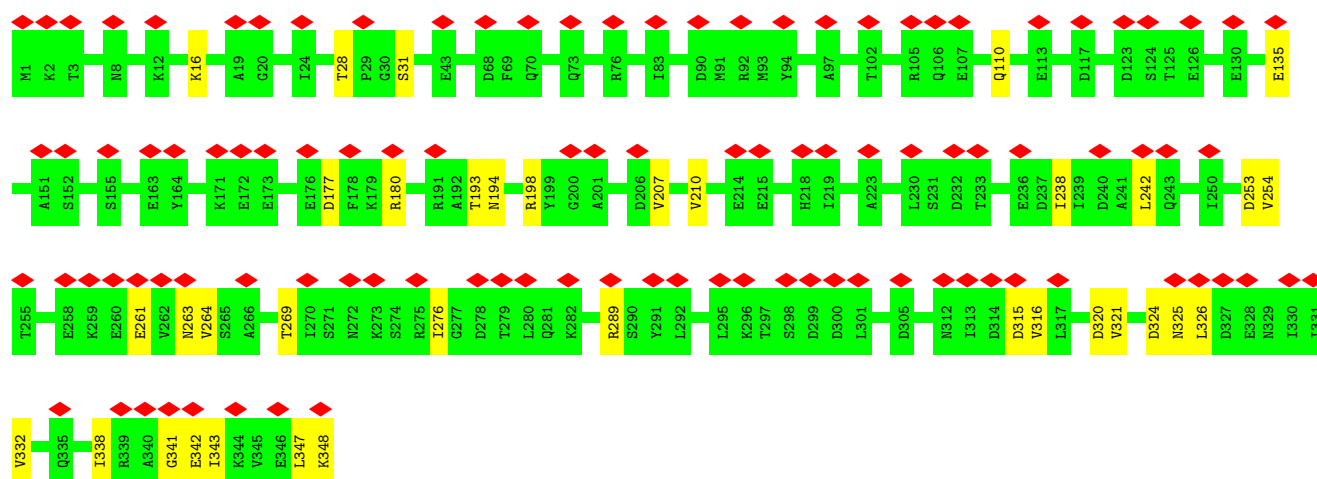 M1 K2 T3 N8 K12 K16 A19 G20 I24 T28 P29 G30 S31 E43 D68 F69 Q70 Q73 R76 I83 D90 M91 R92 M93 Y94 A97 T102 R105 Q106 E107 Q110 E113 D117 D123 S124 T125 E126 E130 E135
A151 S152 S155 E163 Y164 K171 E172 E173 E176 D177 F178 K179 R180 R191 A192 T193 N194 R198 Y199 G200 A201 D206 V207 V210 E214 E215 H218 I219 A223 L230 S231 D232 T233 E236 D237 I238 I239 D240 A241 L242 Q243 I250 D253 V254
T255 E258 K259 E260 E261 V262 N263 V264 S265 A266 T269 I270 S271 N272 K273 S274 R275 I276 G277 D278 T279 L280 Q281 K282 R289 S290 Y291 L292 L295 K296 T297 S298 D299 D300 L301 D305 N312 I313 D314 D315 V316 L317 D320 V321 D324 N325 L326 D327 E328 N329 I330
V332 Q335 I338 R339 A340 G341 E342 I343 K344 V345 E346 L347 K348